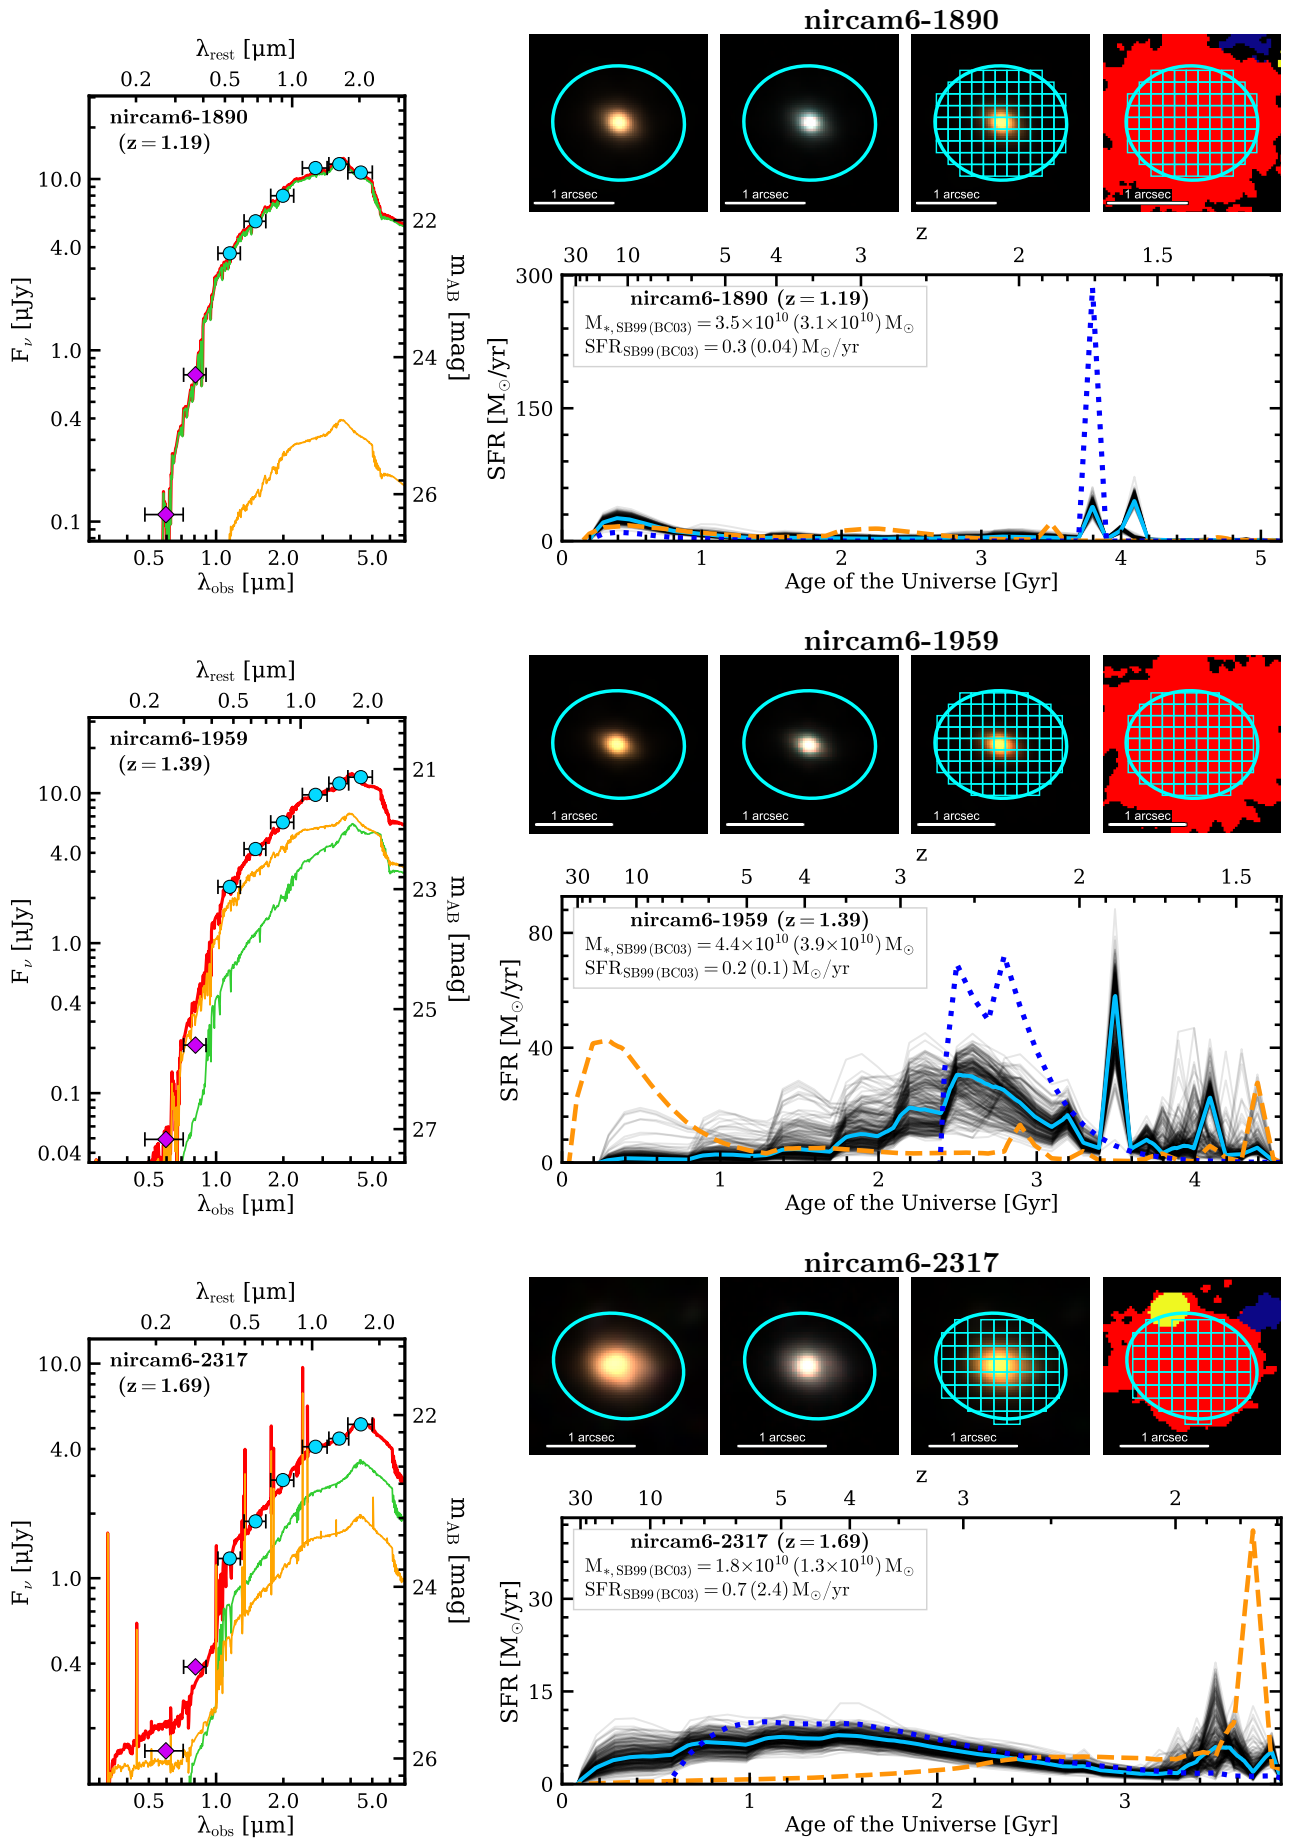 nircam6-1890
λrest [µm]
0.2 0.5 1.0 2.0
nircam6-1890
(z = 1.19)
10.0
4.0
1.0
0.4
0.1
Fν [µJy]
22
24
26
mAB [mag]
0.5 1.0 2.0 5.0
λobs [µm]
1 arcsec
1 arcsec
1 arcsec
1 arcsec
z
30 10 5 4 3 2 1.5
nircam6-1890 (z=1.19)
M*,SB99(BC03) = 3.5×10^10 (3.1×10^10) M⊙
SFRSB99(BC03) = 0.3 (0.04) M⊙/yr
300
150
0
SFR [M⊙/yr]
0 1 2 3 4 5
Age of the Universe [Gyr]
nircam6-1959
λrest [µm]
0.2 0.5 1.0 2.0
nircam6-1959
(z = 1.39)
10.0
4.0
1.0
0.4
0.1
0.04
Fν [µJy]
21
23
25
27
mAB [mag]
0.5 1.0 2.0 5.0
λobs [µm]
1 arcsec
1 arcsec
1 arcsec
1 arcsec
z
30 10 5 4 3 2 1.5
nircam6-1959 (z=1.39)
M*,SB99(BC03) = 4.4×10^10 (3.9×10^10) M⊙
SFRSB99(BC03) = 0.2 (0.1) M⊙/yr
80
40
0
SFR [M⊙/yr]
1 2 3 4
Age of the Universe [Gyr]
nircam6-2317
λrest [µm]
0.2 0.5 1.0 2.0
nircam6-2317
(z = 1.69)
10.0
4.0
1.0
0.4
Fν [µJy]
22
24
26
mAB [mag]
0.5 1.0 2.0 5.0
λobs [µm]
1 arcsec
1 arcsec
1 arcsec
1 arcsec
z
30 10 5 4 3 2
nircam6-2317 (z=1.69)
M*,SB99(BC03) = 1.8×10^10 (1.3×10^10) M⊙
SFRSB99(BC03) = 0.7 (2.4) M⊙/yr
30
15
0
SFR [M⊙/yr]
0 1 2 3
Age of the Universe [Gyr]